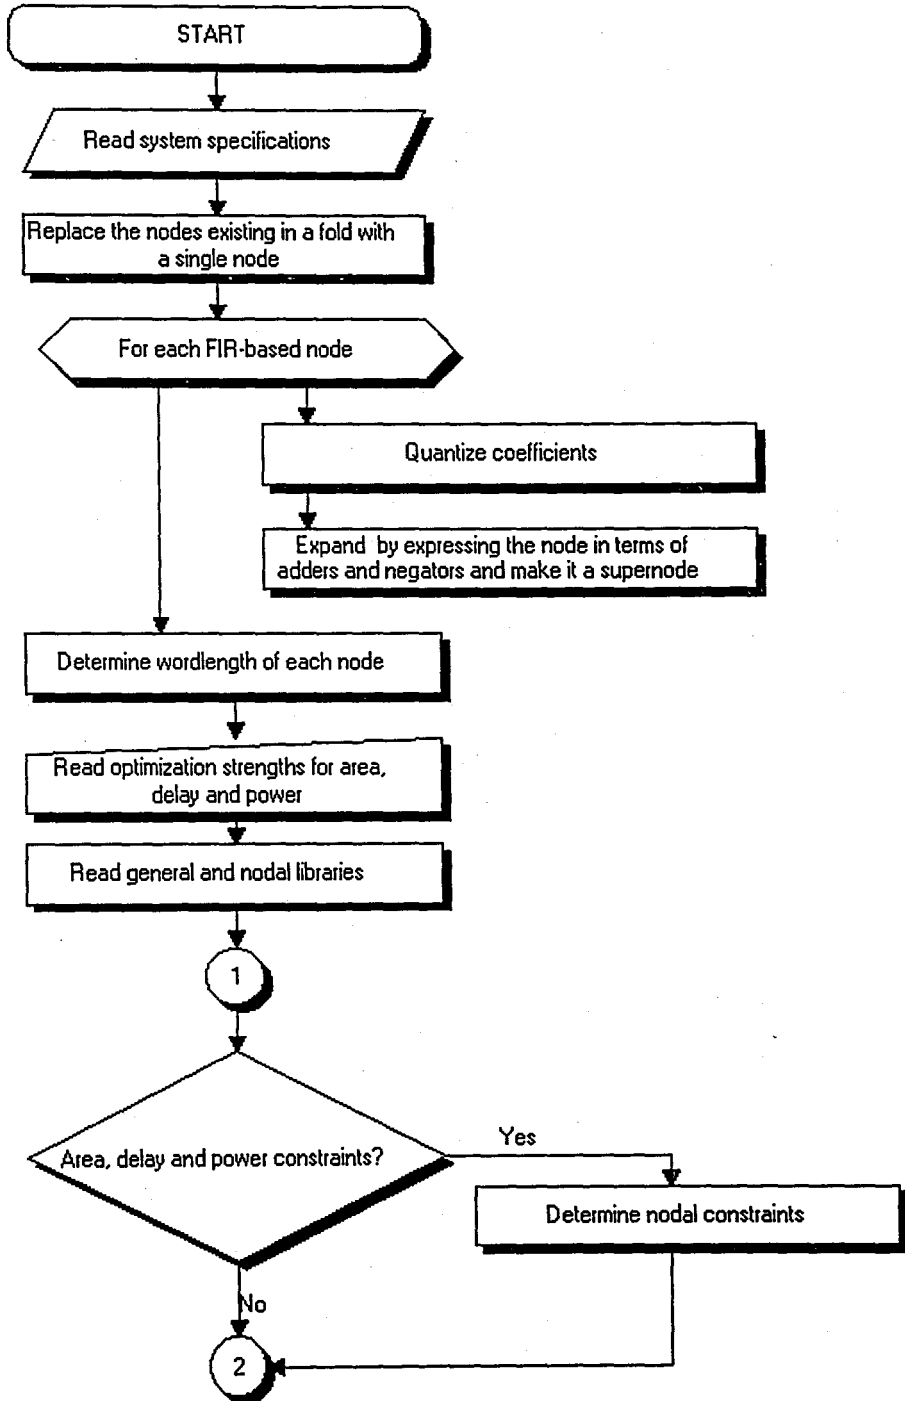 START
Read system specifications
Replace the nodes existing in a fold with
a single node
For each FIR-based node
Quantize coefficients
Expand by expressing the node in terms of
adders and negators and make it a supernode
Determine wordlength of each node
Read optimization strengths for area,
delay and power
Read general and nodal libraries
1
Area, delay and power constraints?
Yes
Determine nodal constraints
No
2